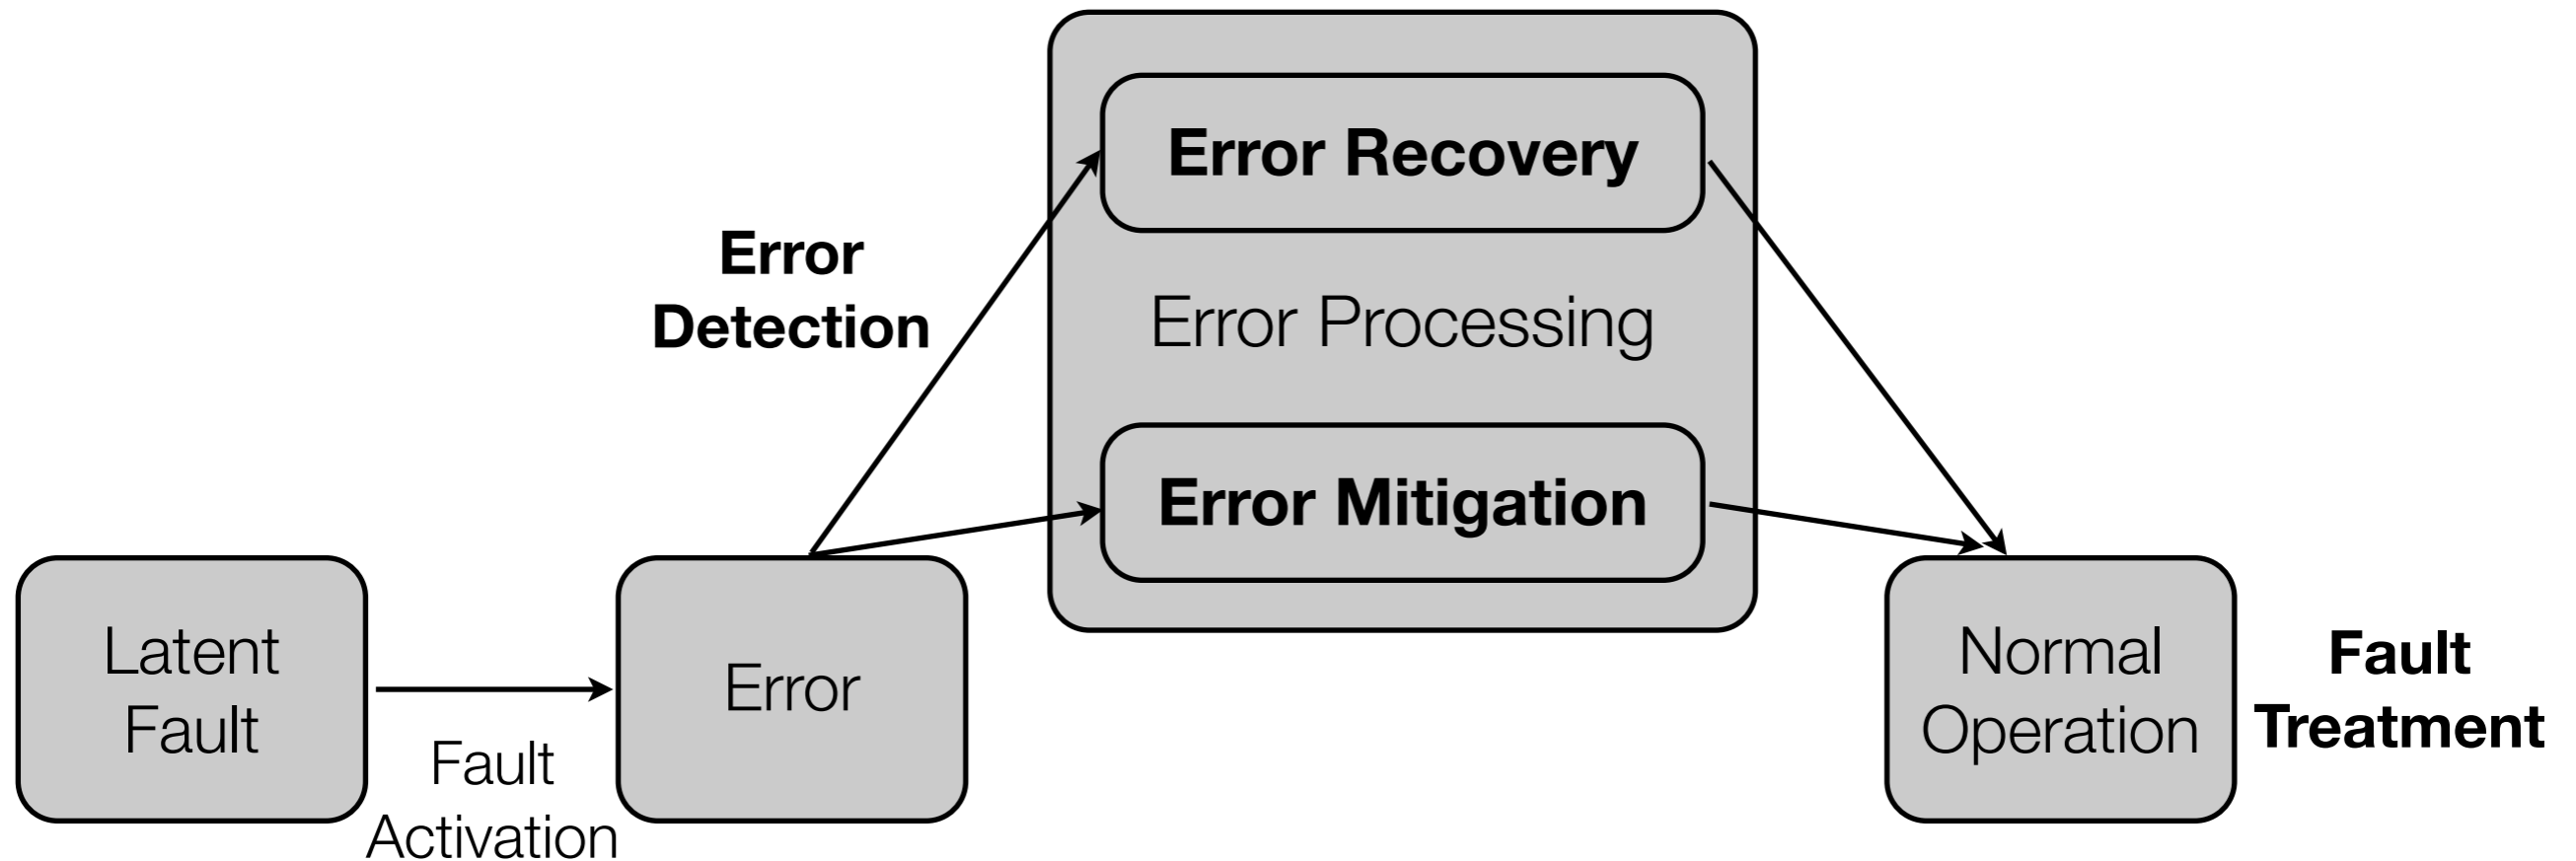 Latent
Fault
Fault
Activation
Error
Error
Detection
Error Recovery
Error Processing
Error Mitigation
Normal
Operation
Fault
Treatment